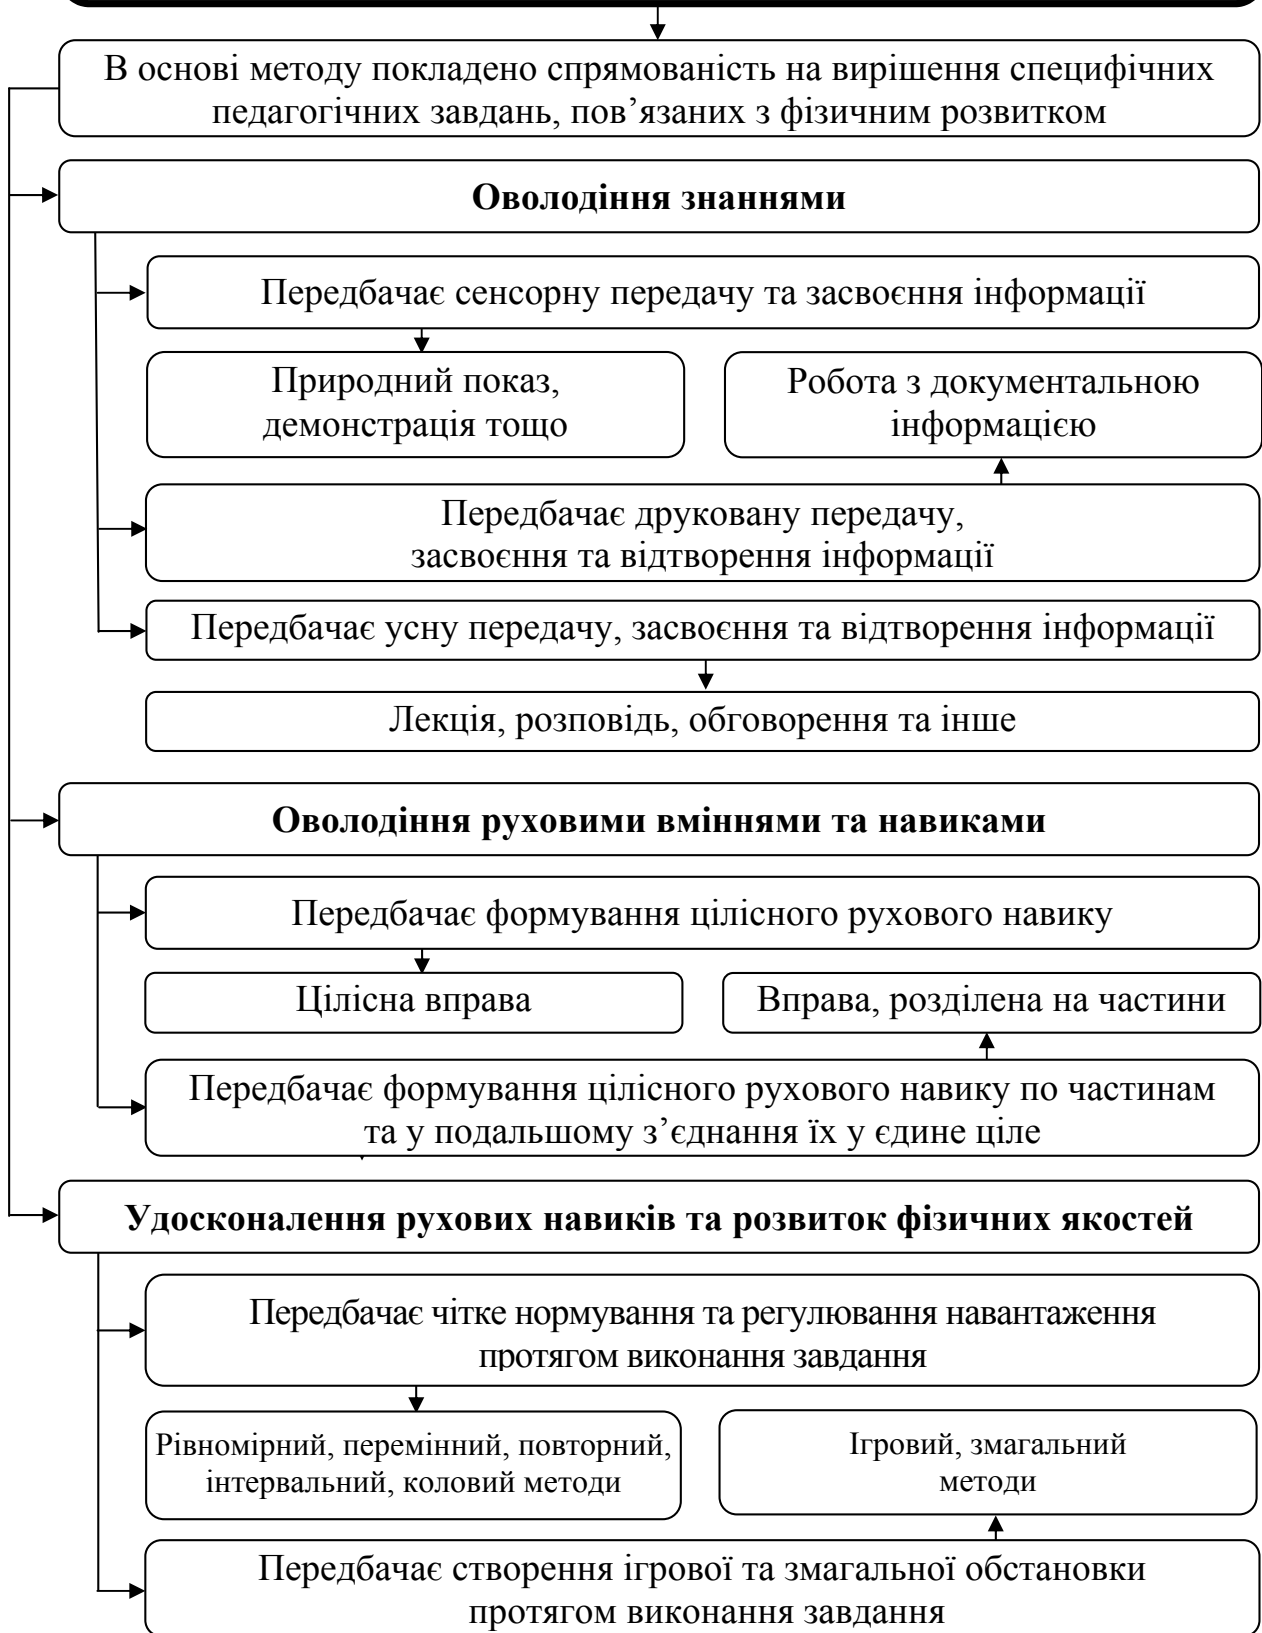 В основі методу покладено спрямованість на вирішення специфічних
педагогічних завдань, пов’язаних з фізичним розвитком
Оволодіння знаннями
Передбачає сенсорну передачу та засвоєння інформації
Природний показ,
демонстрація тощо
Робота з документальною
інформацією
Передбачає друковану передачу,
засвоєння та відтворення інформації
Передбачає усну передачу, засвоєння та відтворення інформації
Лекція, розповідь, обговорення та інше
Оволодіння руховими вміннями та навиками
Передбачає формування цілісного рухового навику
Цілісна вправа
Вправа, розділена на частини
Передбачає формування цілісного рухового навику по частинам
та у подальшому з’єднання їх у єдине ціле
Удосконалення рухових навиків та розвиток фізичних якостей
Передбачає чітке нормування та регулювання навантаження
протягом виконання завдання
Рівномірний, перемінний, повторний,
інтервальний, коловий методи
Ігровий, змагальний
методи
Передбачає створення ігрової та змагальної обстановки
протягом виконання завдання